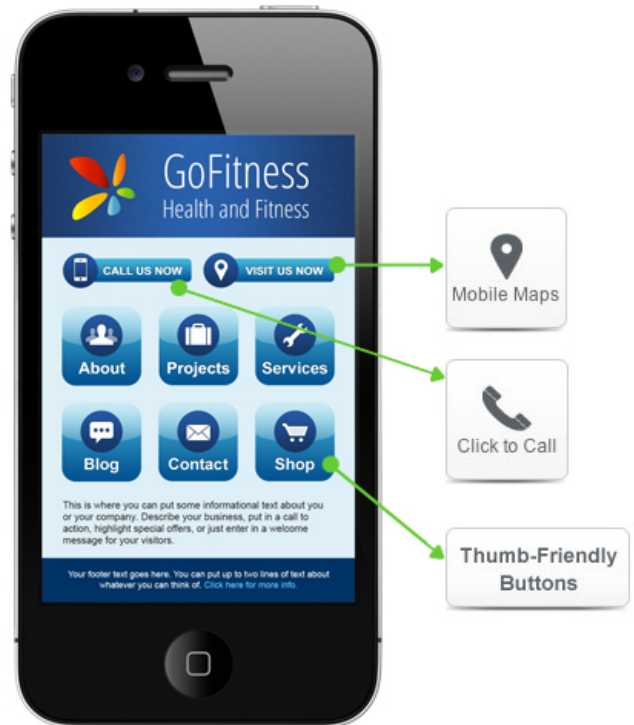 GoFitness
Health and Fitness
CALL US NOW
VISIT US NOW
About
Projects
Services
Blog
Contact
Shop
This is where you can put some informational text about you
or your company. Describe your business, put in a call to
action, highlight special offers, or just enter in a welcome
message for your visitors.
Your footer text goes here. You can put up to two lines of text about
whatever you can think of. Click here for more info.
Mobile Maps
Click to Call
Thumb-Friendly
Buttons